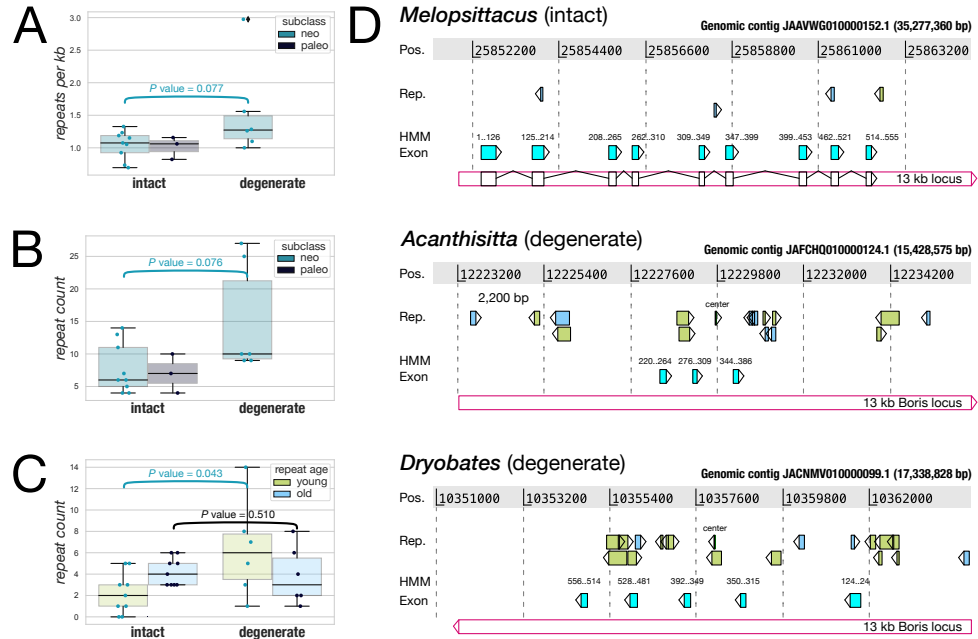 A
repeats per kb
3.0
2.5
2.0
1.5
1.0
subclass
neo
paleo
P value = 0.077
intact
degenerate
B
repeat count
25
20
15
10
5
subclass
neo
paleo
P value = 0.076
intact
degenerate
C
repeat count
14
12
10
8
6
4
2
0
repeat age
young
old
P value = 0.043
P value = 0.510
intact
degenerate
D
Melopsittacus (intact)
Genomic contig JAAVWG010000152.1 (35,277,360 bp)
Pos. 25852200 25854400 25856600 25858800 25861000 25863200
Rep.
HMM 1..126 125..214 208..265 262..310 309..349 347..399 399..453 462..521 514..555
Exon
13 kb locus
Acanthisitta (degenerate)
Genomic contig JAFCHQ010000124.1 (15,428,575 bp)
Pos. 12223200 12225400 12227600 12229800 12232000 12234200
2,200 bp
center
Rep.
HMM 220..264 276..309 344..386
Exon
13 kb Boris locus
Dryobates (degenerate)
Genomic contig JACNMV010000099.1 (17,338,828 bp)
Pos. 10351000 10353200 10355400 10357600 10359800 10362000
center
Rep.
HMM 556..514 528..481 392..349 350..315 124..24
Exon
13 kb Boris locus